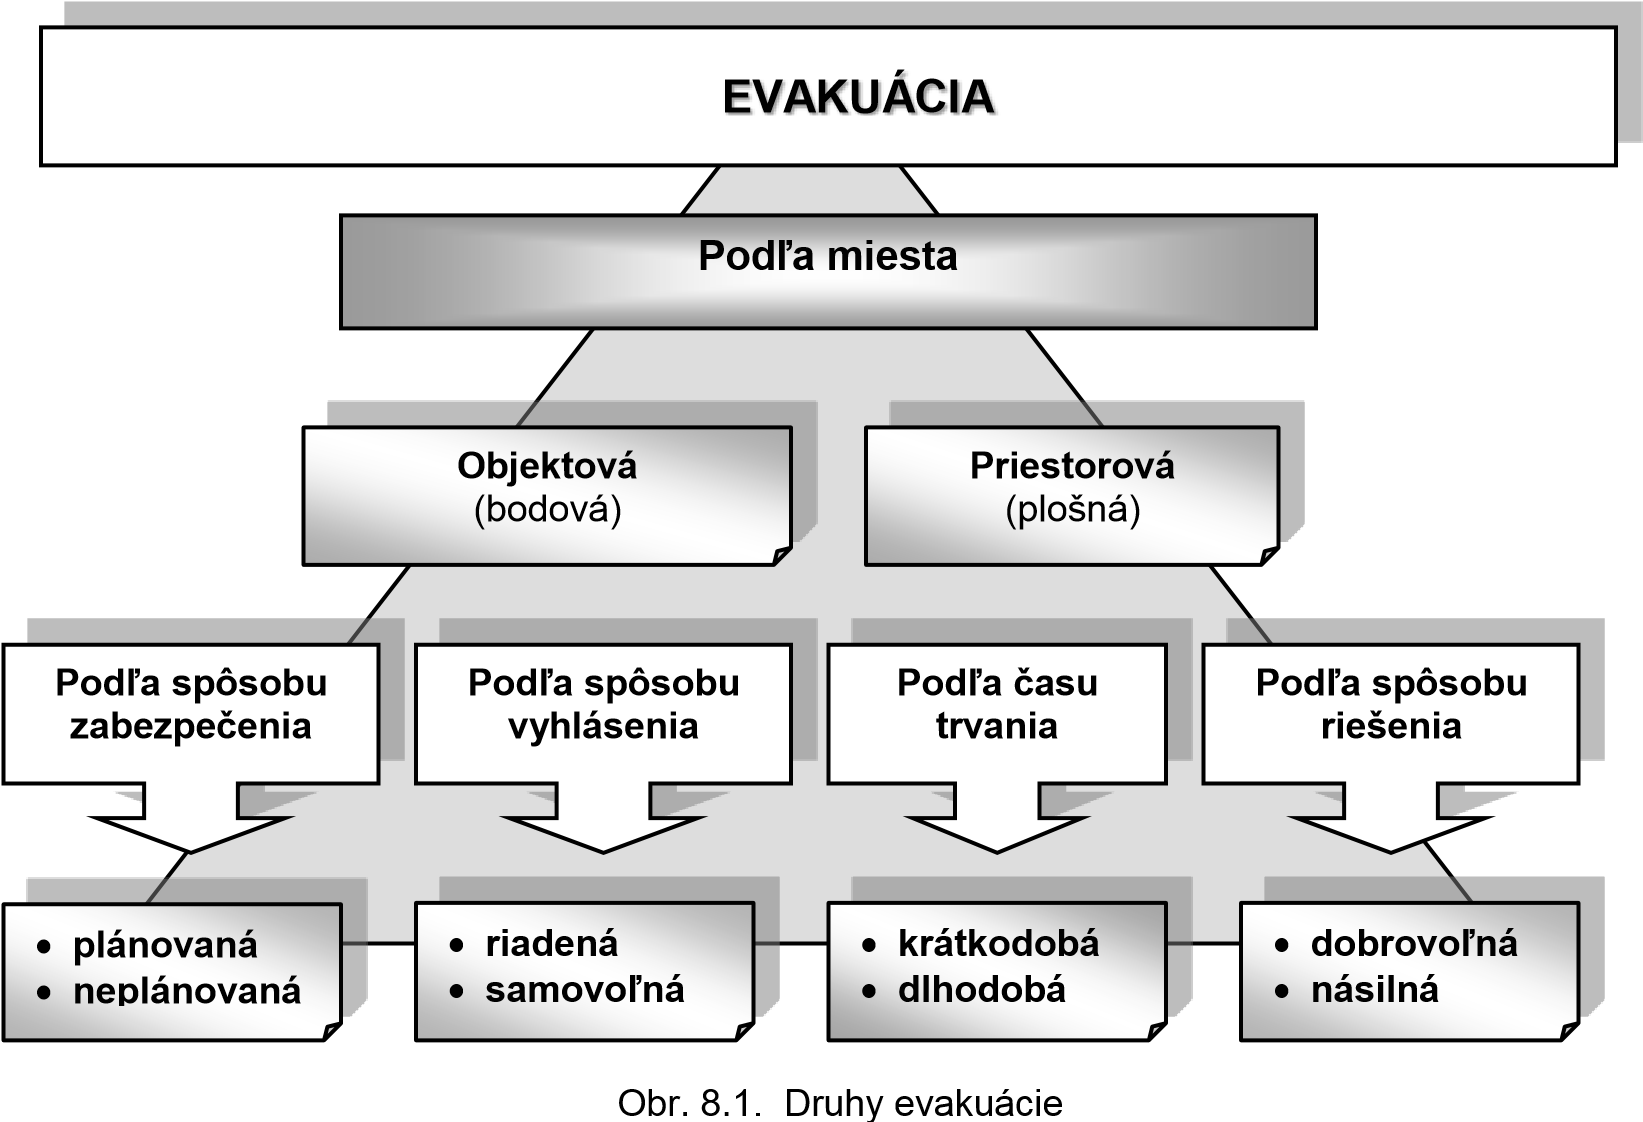 EVAKUÁCIA
Podľa miesta
Objektová
(bodová)
Priestorová
(plošná)
Podľa spôsobu
zabezpečenia
Podľa spôsobu
vyhlásenia
Podľa času
trvania
Podľa spôsobu
riešenia
• plánovaná
• neplánovaná
• riadená
• samovoľná
• krátkodobá
• dlhodobá
• dobrovoľná
• násilná
Obr. 8.1. Druhy evakuácie